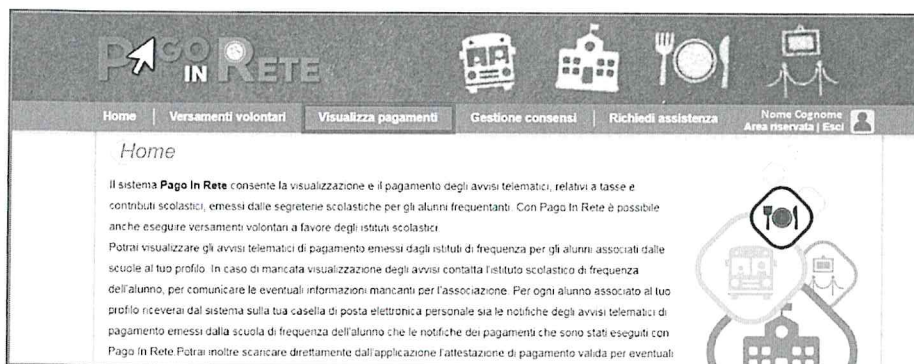 PAGO IN RETE
Home | Versamenti volontari | Visualizza pagamenti | Gestione consensi | Richiedi assistenza
Nome Cognome
Area riservata | Esci
Home
Il sistema Pago In Rete consente la visualizzazione e il pagamento degli avvisi telematici, relativi a tasse e
contributi scolastici, emessi dalle segreterie scolastiche per gli alunni frequentanti. Con Pago In Rete è possibile
anche eseguire versamenti volontari a favore degli istituti scolastici
Potrai visualizzare gli avvisi telematici di pagamento emessi dagli istituti di frequenza per gli alunni associati dalle
scuole al tuo profilo. In caso di mancata visualizzazione degli avvisi contatta l'istituto scolastico di frequenza
dell'alunno, per comunicare le eventuali informazioni mancanti per l'associazione. Per ogni alunno associato al tuo
profilo riceverai dal sistema sulla tua casella di posta elettronica personale sia le notifiche degli avvisi telematici di
pagamento emessi dalla scuola di frequenza dell'alunno che le notifiche dei pagamenti che sono stati eseguiti con
Pago In Rete.Potrai inoltre scaricare direttamente dall'applicazione l'attestazione di pagamento valida per eventuali